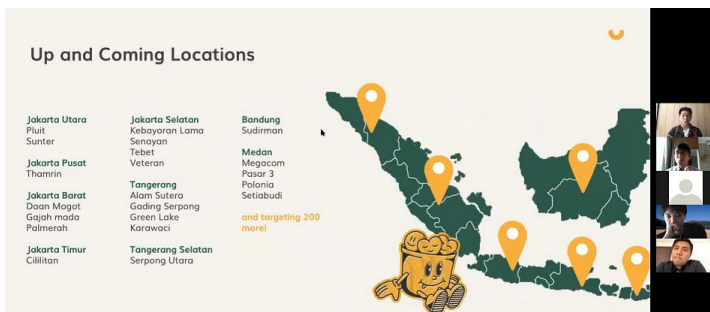 Up and Coming Locations
Jakarta Utara
Pluit
Sunter
Jakarta Pusat
Thamrin
Jakarta Barat
Daan Mogot
Gajah mada
Palmerah
Jakarta Timur
Cililitan
Jakarta Selatan
Kebayoran Lama
Senayan
Tebet
Veteran
Tangerang
Alam Sutera
Gading Serpong
Green Lake
Karawaci
Tangerang Selatan
Serpong Utara
Bandung
Sudirman
Medan
Megacom
Pasar 3
Polonia
Setiabudi
and targeting 200
more!